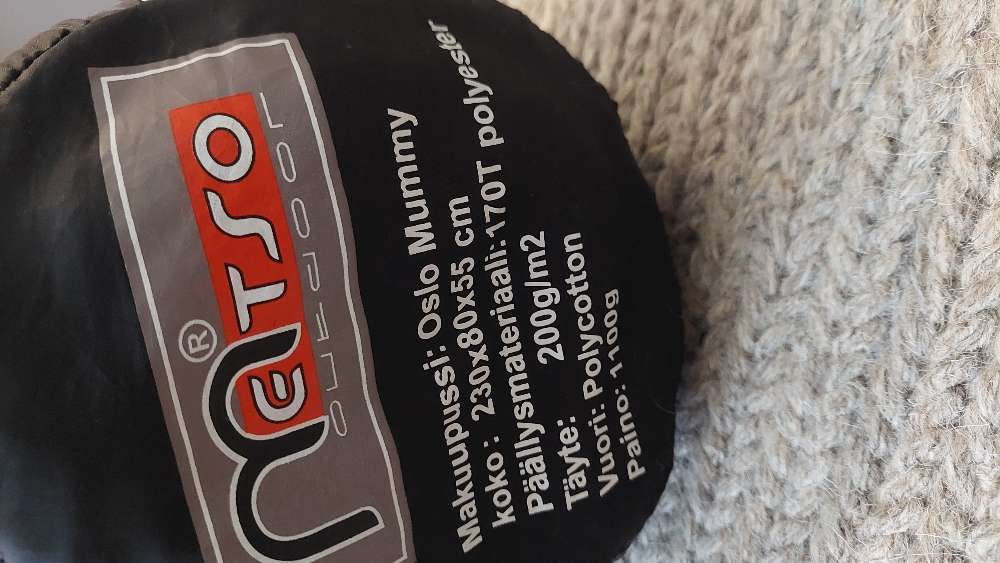 METSO®
OUTDOOR
Makuupussi: Oslo Mummy
koko : 230x80x55 cm
Päällysmateriaali:170T polyester
Täyte: 200g/m2
Vuori: Polycotton
Paino: 1100g